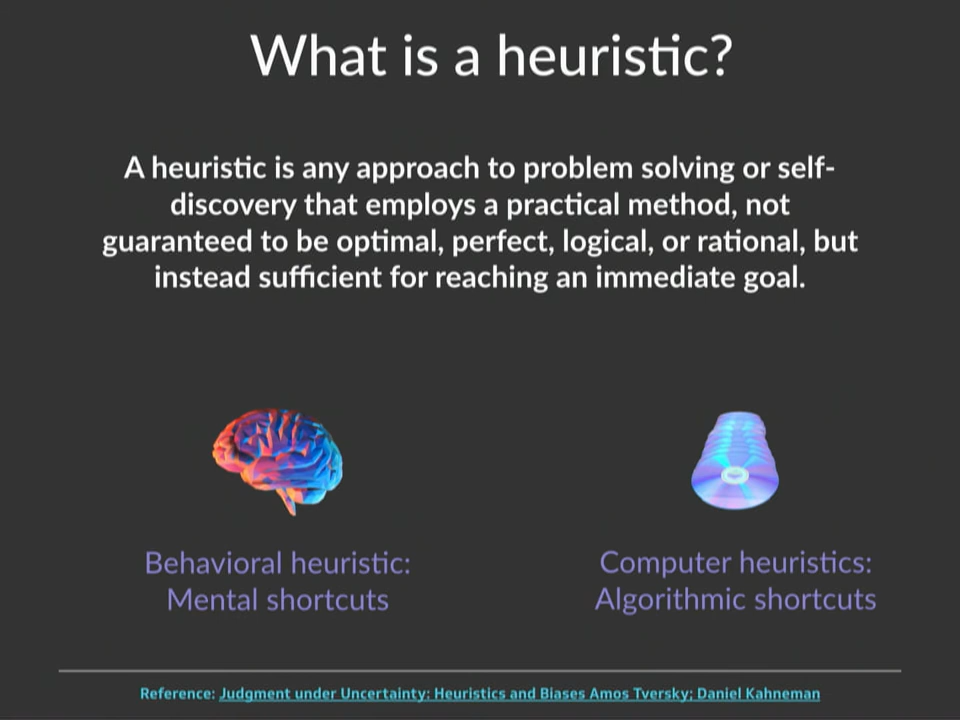 What is a heuristic?
A heuristic is any approach to problem solving or self-
discovery that employs a practical method, not
guaranteed to be optimal, perfect, logical, or rational, but
instead sufficient for reaching an immediate goal.
Behavioral heuristic:
Mental shortcuts
Computer heuristics:
Algorithmic shortcuts
Reference: Judgment under Uncertainty: Heuristics and Biases Amos Tversky; Daniel Kahneman